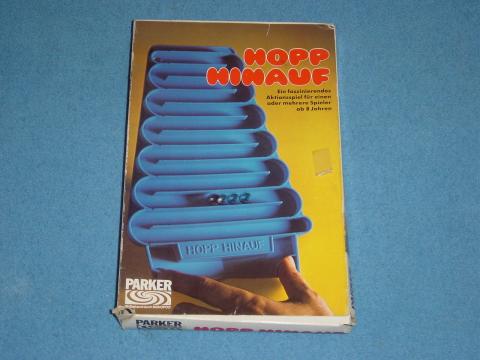 HOPP
HINAUF
Ein faszinierendes
Aktionsspiel für einen
oder mehrere Spieler
ab 8 Jahren
HOPP HINAUF
PARKER
PARKER
HOPP HINAUF